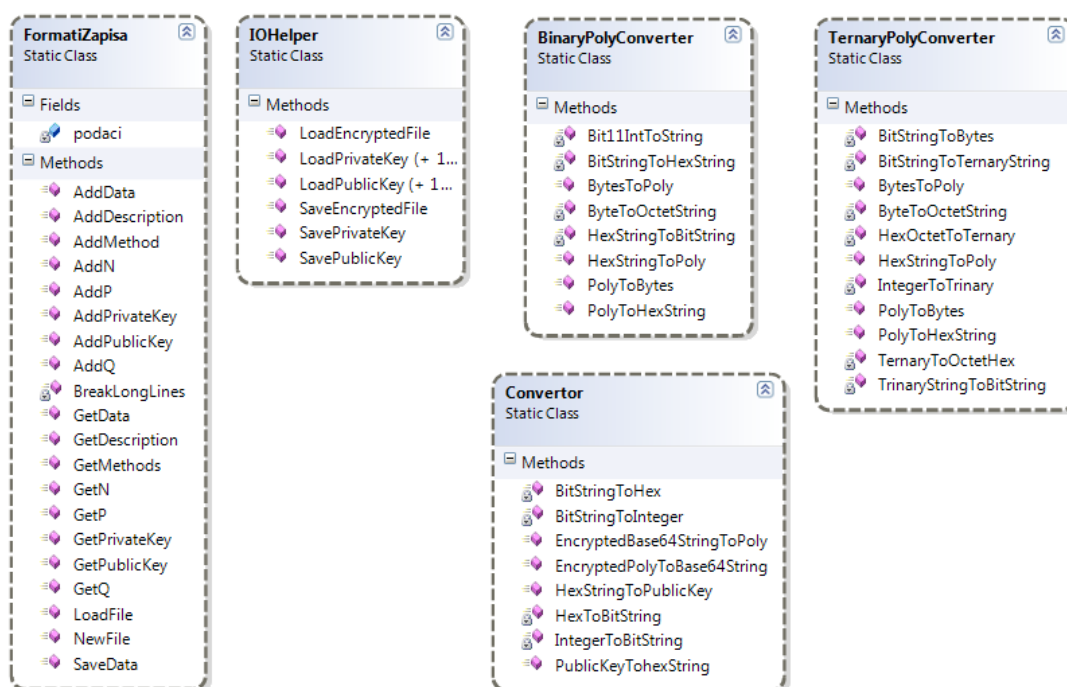 FormatiZapisa
Static Class
Fields
podaci
Methods
AddData
AddDescription
AddMethod
AddN
AddP
AddPrivateKey
AddPublicKey
AddQ
BreakLongLines
GetData
GetDescription
GetMethods
GetN
GetP
GetPrivateKey
GetPublicKey
GetQ
LoadFile
NewFile
SaveData
IOHelper
Static Class
Methods
LoadEncryptedFile
LoadPrivateKey (+ 1...
LoadPublicKey (+ 1...
SaveEncryptedFile
SavePrivateKey
SavePublicKey
BinaryPolyConverter
Static Class
Methods
Bit11IntToString
BitStringToHexString
BytesToPoly
ByteToOctetString
HexStringToBitString
HexStringToPoly
PolyToBytes
PolyToHexString
TernaryPolyConverter
Static Class
Methods
BitStringToBytes
BitStringToTernaryString
BytesToPoly
ByteToOctetString
HexOctetToTernary
HexStringToPoly
IntegerToTrinary
PolyToBytes
PolyToHexString
TernaryToOctetHex
TrinaryStringToBitString
Convertor
Static Class
Methods
BitStringToHex
BitStringToInteger
EncryptedBase64StringToPoly
EncryptedPolyToBase64String
HexStringToPublicKey
HexToBitString
IntegerToBitString
PublicKeyTohexString